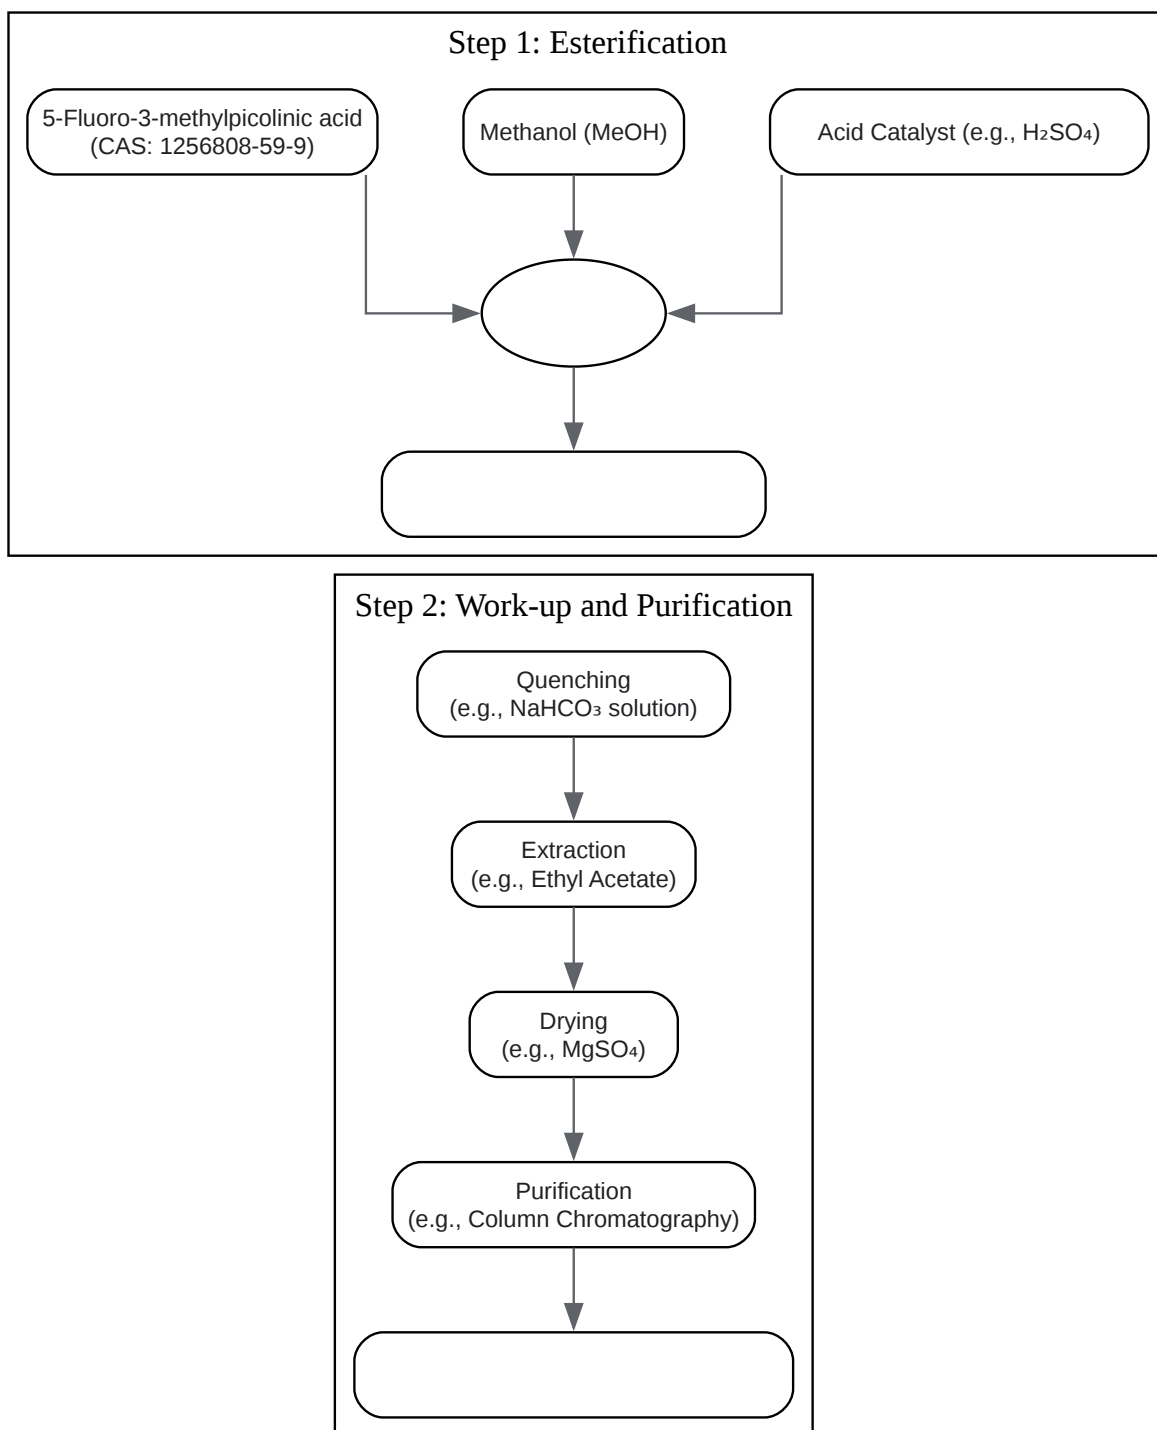 Step 1: Esterification
5-Fluoro-3-methylpicolinic acid
(CAS: 1256808-59-9)
Methanol (MeOH)
Acid Catalyst (e.g., H₂SO₄)
Step 2: Work-up and Purification
Quenching
(e.g., NaHCO₃ solution)
Extraction
(e.g., Ethyl Acetate)
Drying
(e.g., MgSO₄)
Purification
(e.g., Column Chromatography)